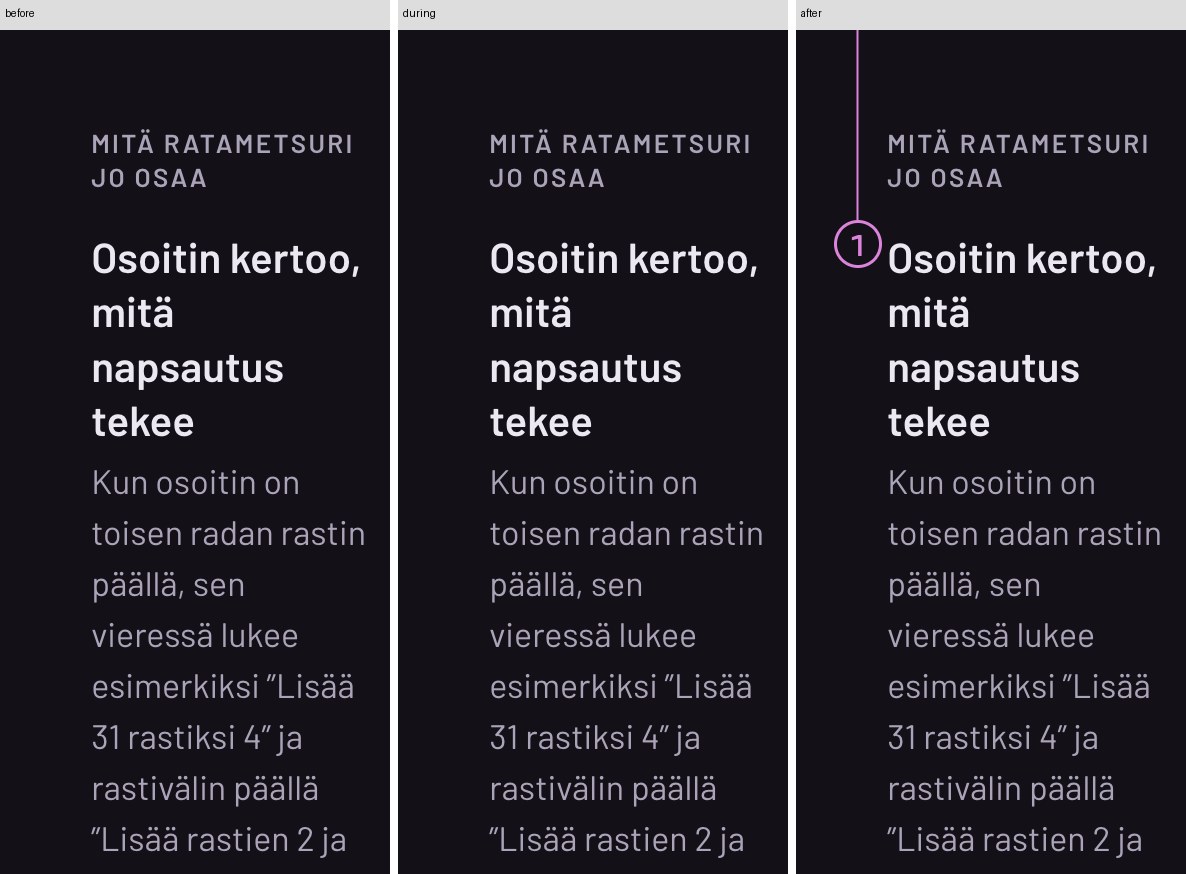 before
MITÄ RATAMETSURI
JO OSAA
Osoitin kertoo,
mitä
napsautus
tekee
Kun osoitin on
toisen radan rastin
päällä, sen
vieressä lukee
esimerkiksi ”Lisää
31 rastiksi 4” ja
rastivälin päällä
”Lisää rastien 2 ja
during
MITÄ RATAMETSURI
JO OSAA
Osoitin kertoo,
mitä
napsautus
tekee
Kun osoitin on
toisen radan rastin
päällä, sen
vieressä lukee
esimerkiksi ”Lisää
31 rastiksi 4” ja
rastivälin päällä
”Lisää rastien 2 ja
after
MITÄ RATAMETSURI
JO OSAA
1
Osoitin kertoo,
mitä
napsautus
tekee
Kun osoitin on
toisen radan rastin
päällä, sen
vieressä lukee
esimerkiksi ”Lisää
31 rastiksi 4” ja
rastivälin päällä
”Lisää rastien 2 ja